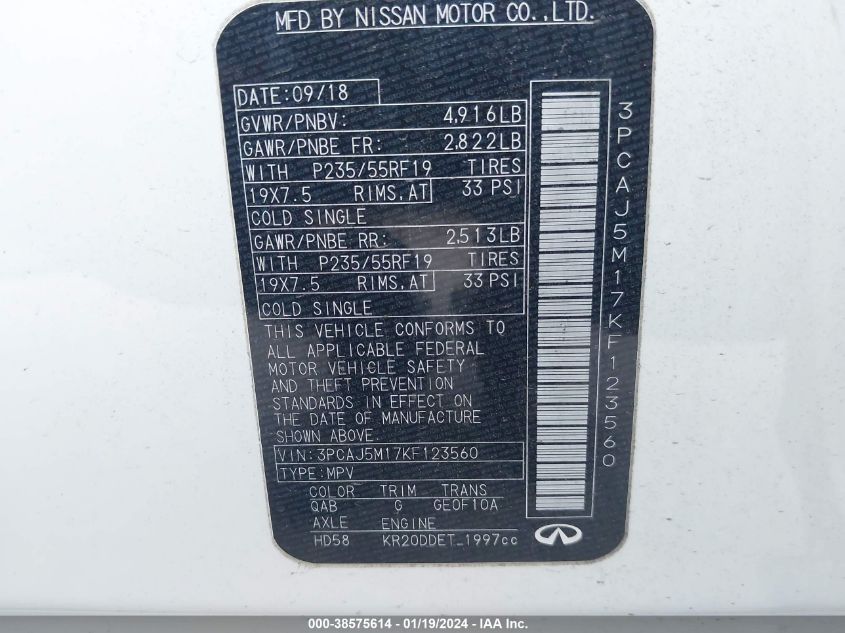 MFD BY NISSAN MOTOR CO.,LTD.
DATE:09/18
GVWR/PNBV: 4,916LB
GAWR/PNBE FR: 2,822LB
WITH P235/55RF19 TIRES
19X7.5 RIMS,AT 33 PSI
COLD SINGLE
GAWR/PNBE RR: 2,513LB
WITH P235/55RF19 TIRES
19X7.5 RIMS,AT 33 PSI
COLD SINGLE
THIS VEHICLE CONFORMS TO
ALL APPLICABLE FEDERAL
MOTOR VEHICLE SAFETY
AND THEFT PREVENTION
STANDARDS IN EFFECT ON
THE DATE OF MANUFACTURE
SHOWN ABOVE.
VIN:3PCAJ5M17KF123560
TYPE:MPV
COLOR TRIM TRANS
QAB G GE0F10A
AXLE ENGINE
HD58 KR20DDET_1997cc
3PCAJ5M17KF123560
000-38575614 - 01/19/2024 - IAA Inc.